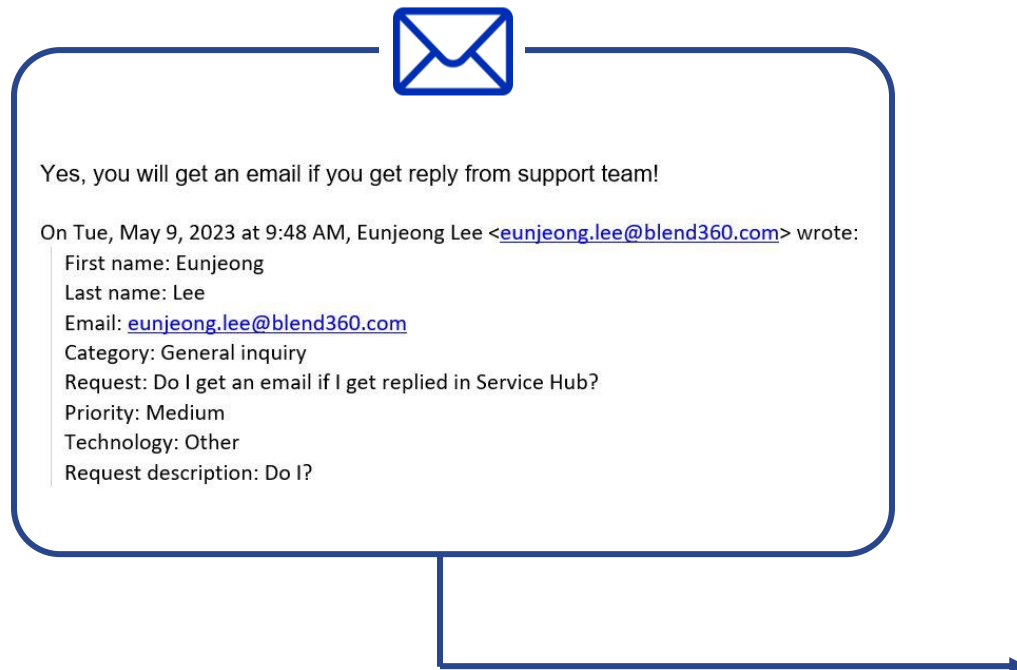 Yes, you will get an email if you get reply from support team!
On Tue, May 9, 2023 at 9:48 AM, Eunjeong Lee <eunjeong.lee@blend360.com> wrote:
First name: Eunjeong
Last name: Lee
Email: eunjeong.lee@blend360.com
Category: General inquiry
Request: Do I get an email if I get replied in Service Hub?
Priority: Medium
Technology: Other
Request description: Do I?